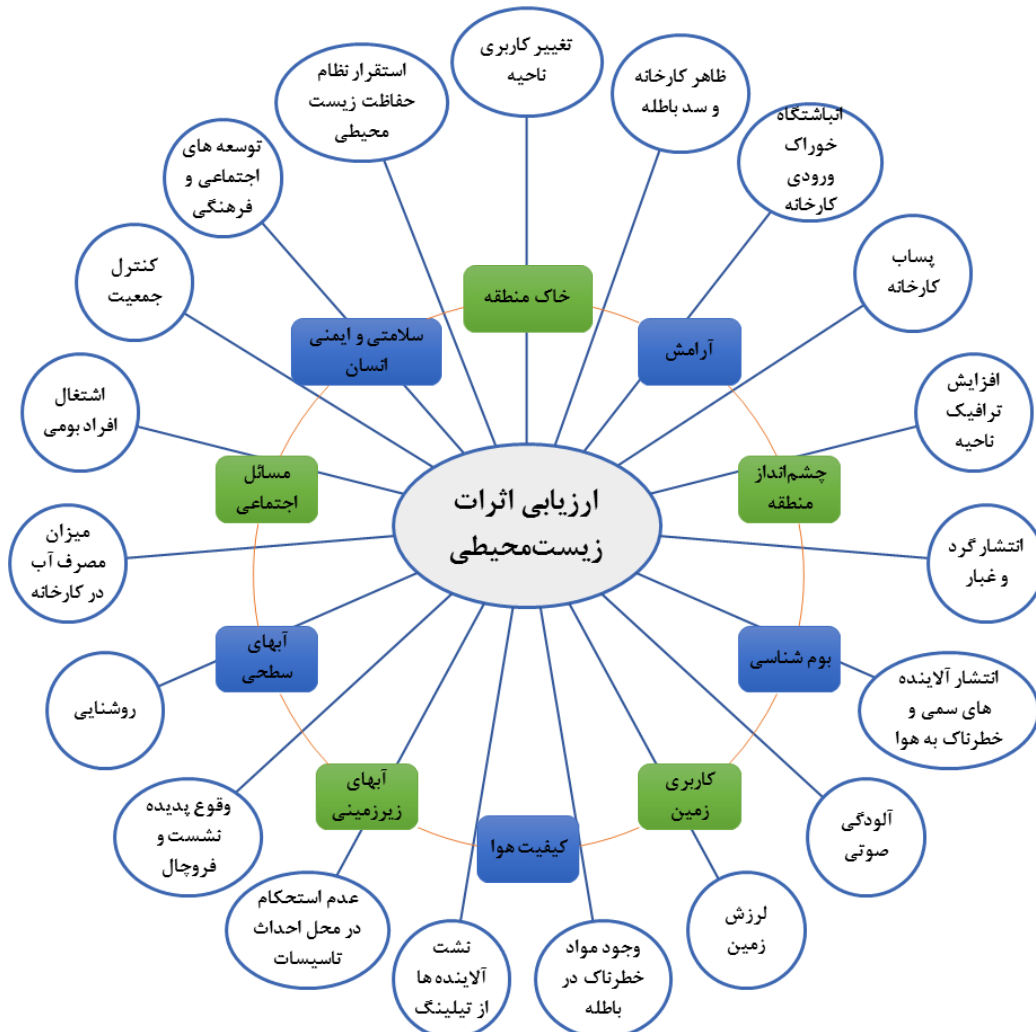 تغییر کاربری
ناحیه
ظاهر کارخانه
و سد باطله
انباشتگاه
خوراک
ورودی
کارخانه
پساب
کارخانه
افزایش
ترافیک
ناحیه
انتشار گرد
و غبار
انتشار آلاینده
های سمی و
خطرناک به هوا
آلودگی
صوتی
لرزش
زمین
وجود مواد
خطرناک در
باطله
نشت
آلاینده ها
از تیلینگ
عدم استحکام
در محل احداث
تاسیسات
وقوع پدیده
نشست و
فروچال
روشنایی
میزان
مصرف آب
در کارخانه
اشتغال
افراد بومی
کنترل
جمعیت
توسعه های
اجتماعی و
فرهنگی
استقرار نظام
حفاظت زیست
محیطی
خاک منطقه
آرامش
چشم‌انداز
منطقه
بوم شناسی
کاربری
زمین
کیفیت هوا
آبهای
زیرزمینی
آبهای
سطحی
مسائل
اجتماعی
سلامتی و ایمنی
انسان
ارزیابی اثرات
زیست‌محیطی